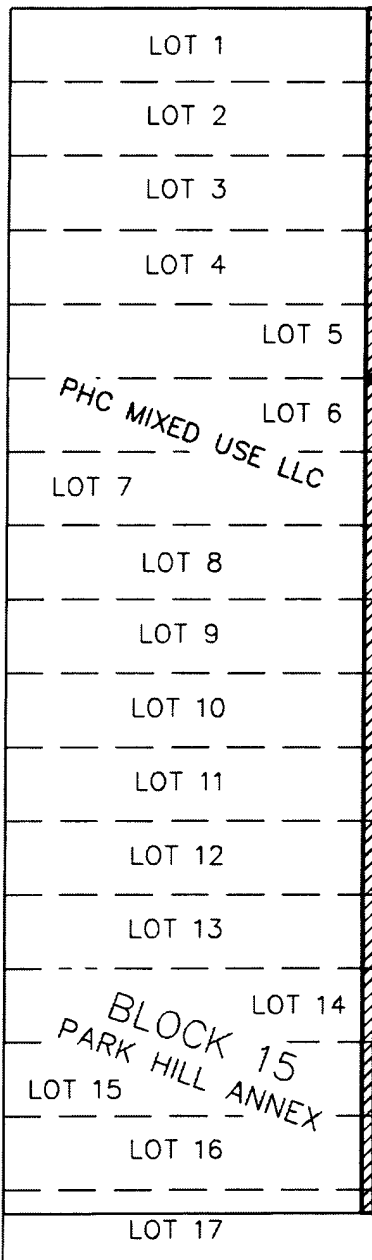 LOT 1
LOT 2
LOT 3
LOT 4
LOT 5
LOT 6
PHC MIXED USE LLC
LOT 7
LOT 8
LOT 9
LOT 10
LOT 11
LOT 12
LOT 13
LOT 14
BLOCK 15
PARK HILL ANNEX
LOT 15
LOT 16
LOT 17